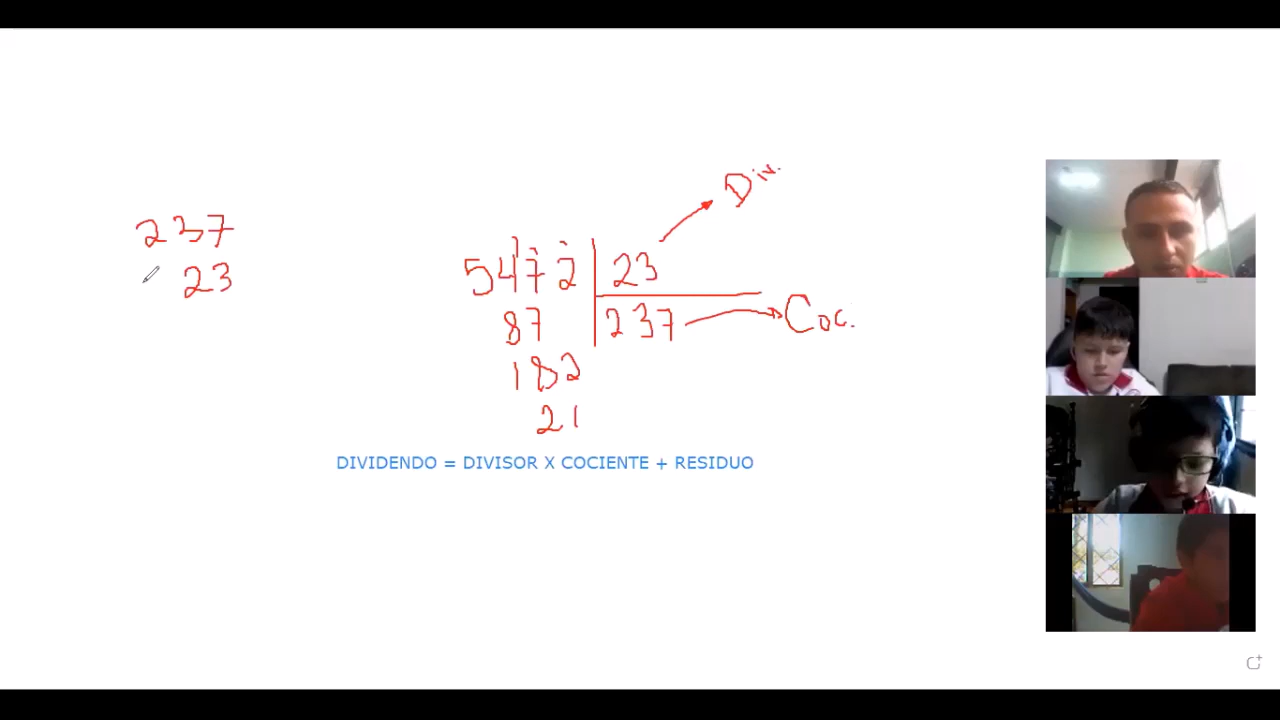 237
23
5472 23
87 237
182
21
Div.
Coc.
DIVIDENDO = DIVISOR X COCIENTE + RESIDUO